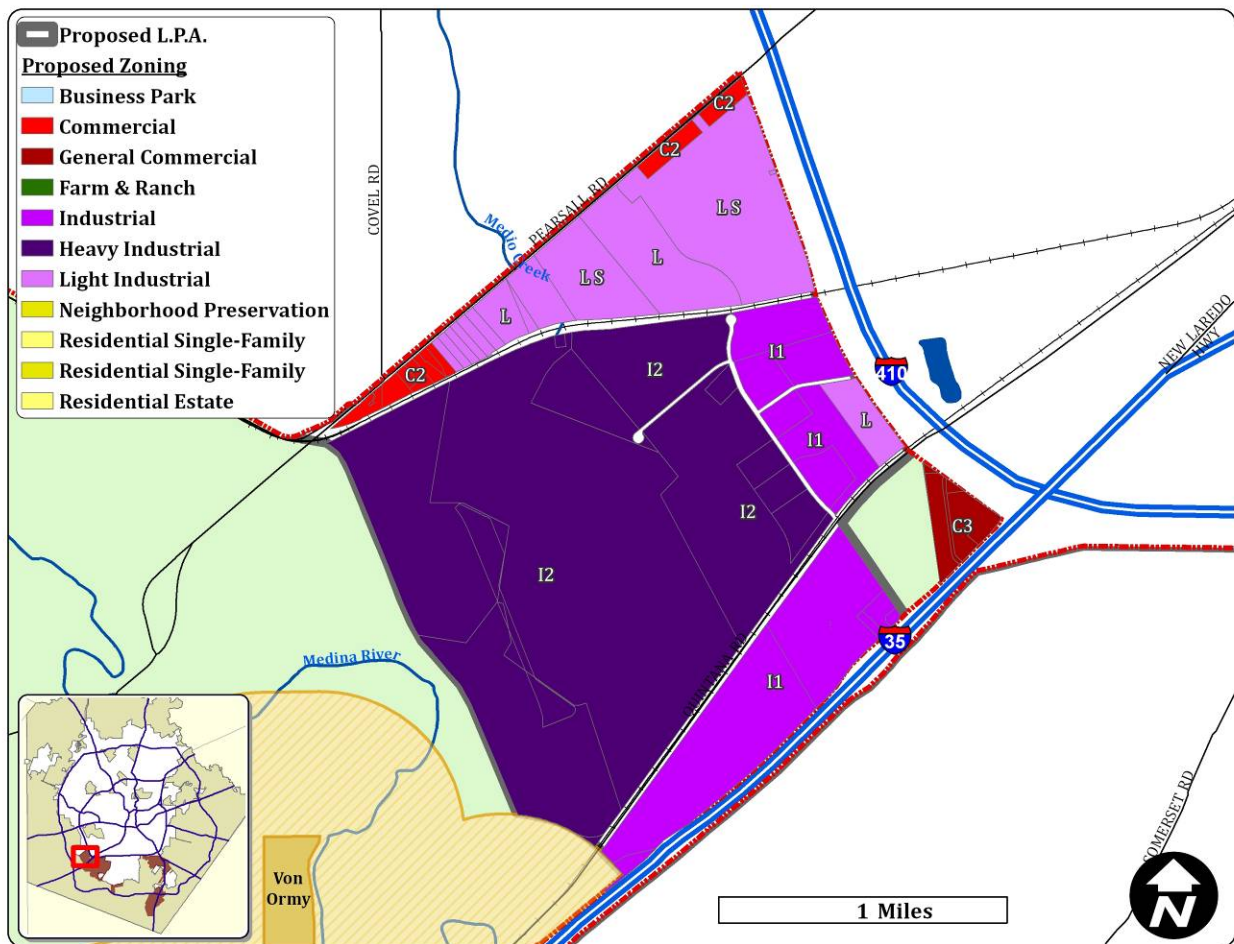 Proposed L.P.A.
Proposed Zoning
Business Park
Commercial
General Commercial
Farm & Ranch
Industrial
Heavy Industrial
Light Industrial
Neighborhood Preservation
Residential Single-Family
Residential Single-Family
Residential Estate
COVEL RD
Medio Creek
PEARSALL RD
C2
C2
L S
L
L S
L
C2
I2
I1
410
NEW LAREDO
HWY
L
I1
I2
C3
I2
35
Medina River
QUINTANA RD
I1
SOMERSET RD
Von
Ormy
1 Miles
N